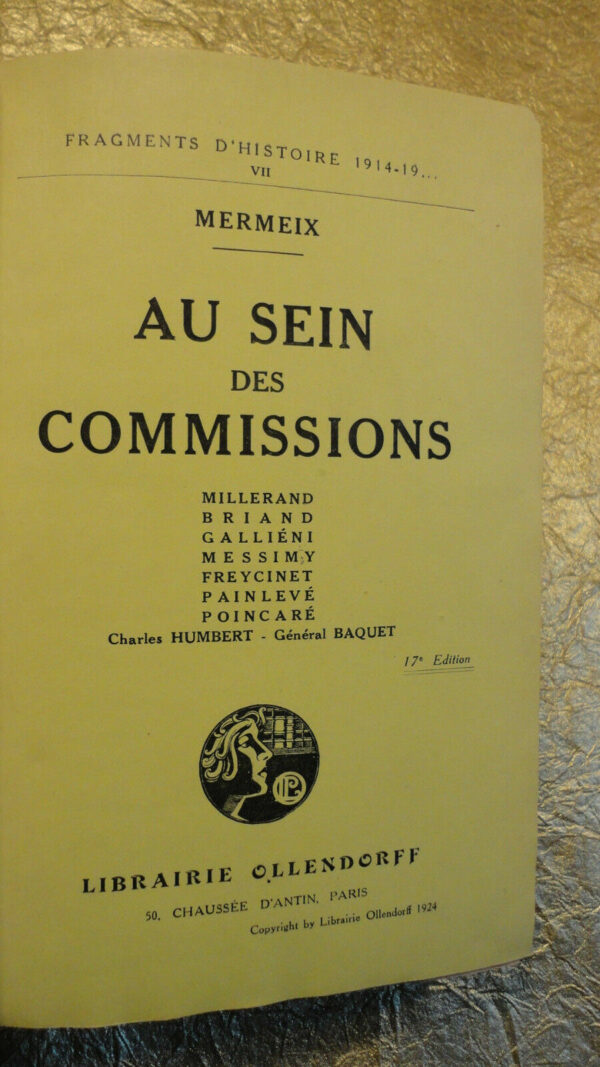 FRAGMENTS D'HISTOIRE 1914-19...
VII
MERMEIX
AU SEIN
DES
COMMISSIONS
MILLERAND
BRIAND
GALLIÉNI
MESSIMY
FREYCINET
PAINLEVÉ
POINCARÉ
Charles HUMBERT - Général BAQUET
17e Edition
LIBRAIRIE OLLENDORFF
50, CHAUSSÉE D'ANTIN, PARIS
Copyright by Librairie Ollendorff 1924